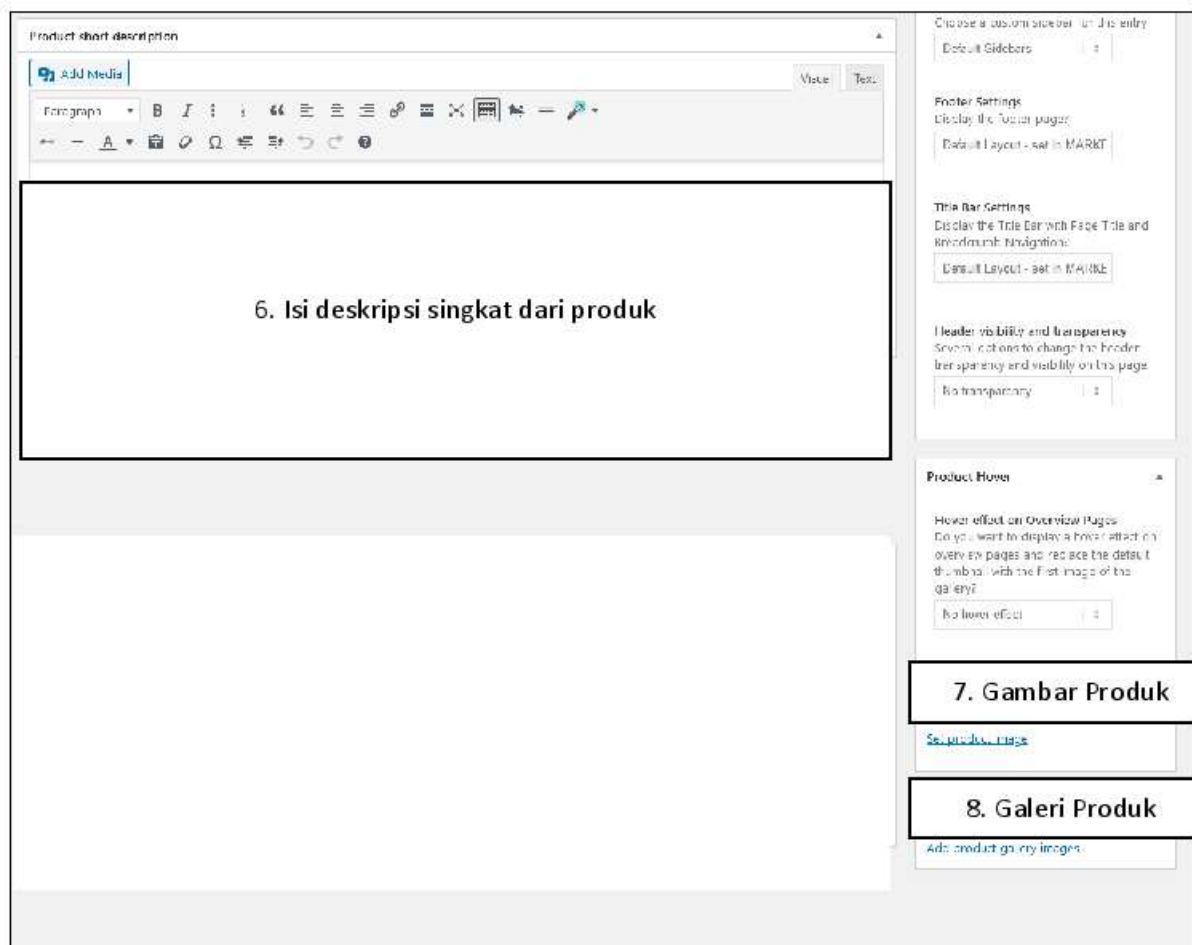 Product short description
Add Media
Visual
Text
Paragraph
6. Isi deskripsi singkat dari produk
Choose a custom sidebar for this entry
Default Sidebars
Footer Settings
Display the footer page?
Default Layout - set in MARKE
Title Bar Settings
Display the Title Bar with Page Title and
Breadcrumb Navigation?
Default Layout - set in MARKE
Header visibility and transparency
Several options to change the header
transparency and visibility on this page
No transparency
Product Hover
Hover effect on Overview Pages
Do you want to display a hover effect on
overview pages and replace the default
thumbnail with the first image of the
gallery?
No hover effect
7. Gambar Produk
Set product image
8. Galeri Produk
Add product gallery images